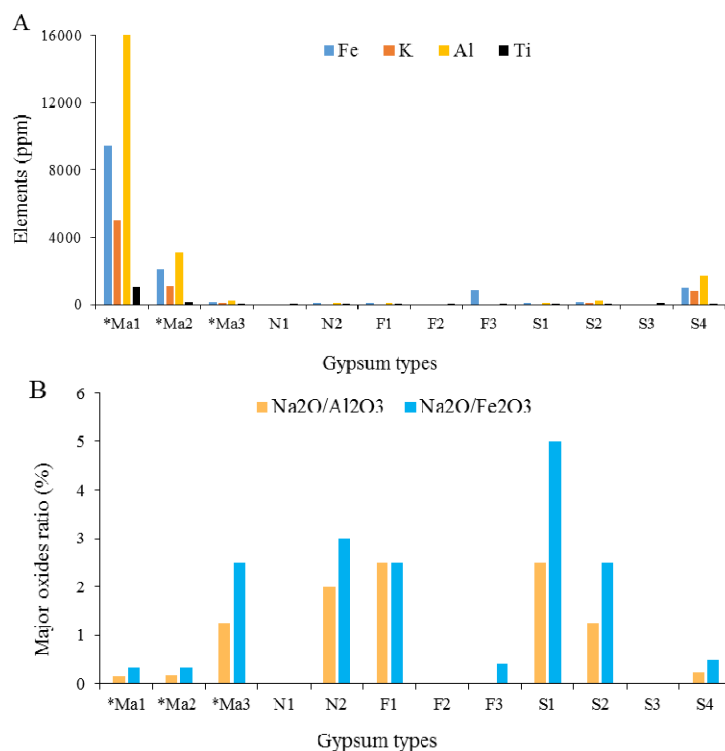 A
16000
Fe K Al Ti
12000
8000
4000
0
Elements (ppm)
*Ma1 *Ma2 *Ma3 N1 N2 F1 F2 F3 S1 S2 S3 S4
Gypsum types
B
6
Na2O/Al2O3 Na2O/Fe2O3
5
4
3
2
1
0
Major oxides ratio (%)
*Ma1 *Ma2 *Ma3 N1 N2 F1 F2 F3 S1 S2 S3 S4
Gypsum types